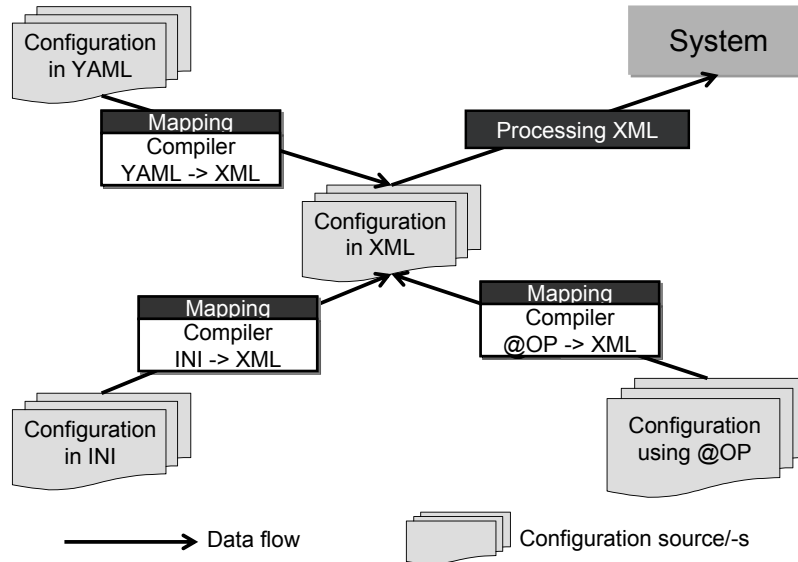 Configuration
in YAML
System
Mapping
Compiler
YAML -> XML
Processing XML
Configuration
in XML
Mapping
Compiler
INI -> XML
Mapping
Compiler
@OP -> XML
Configuration
in INI
Configuration
using @OP
Data flow
Configuration source/-s